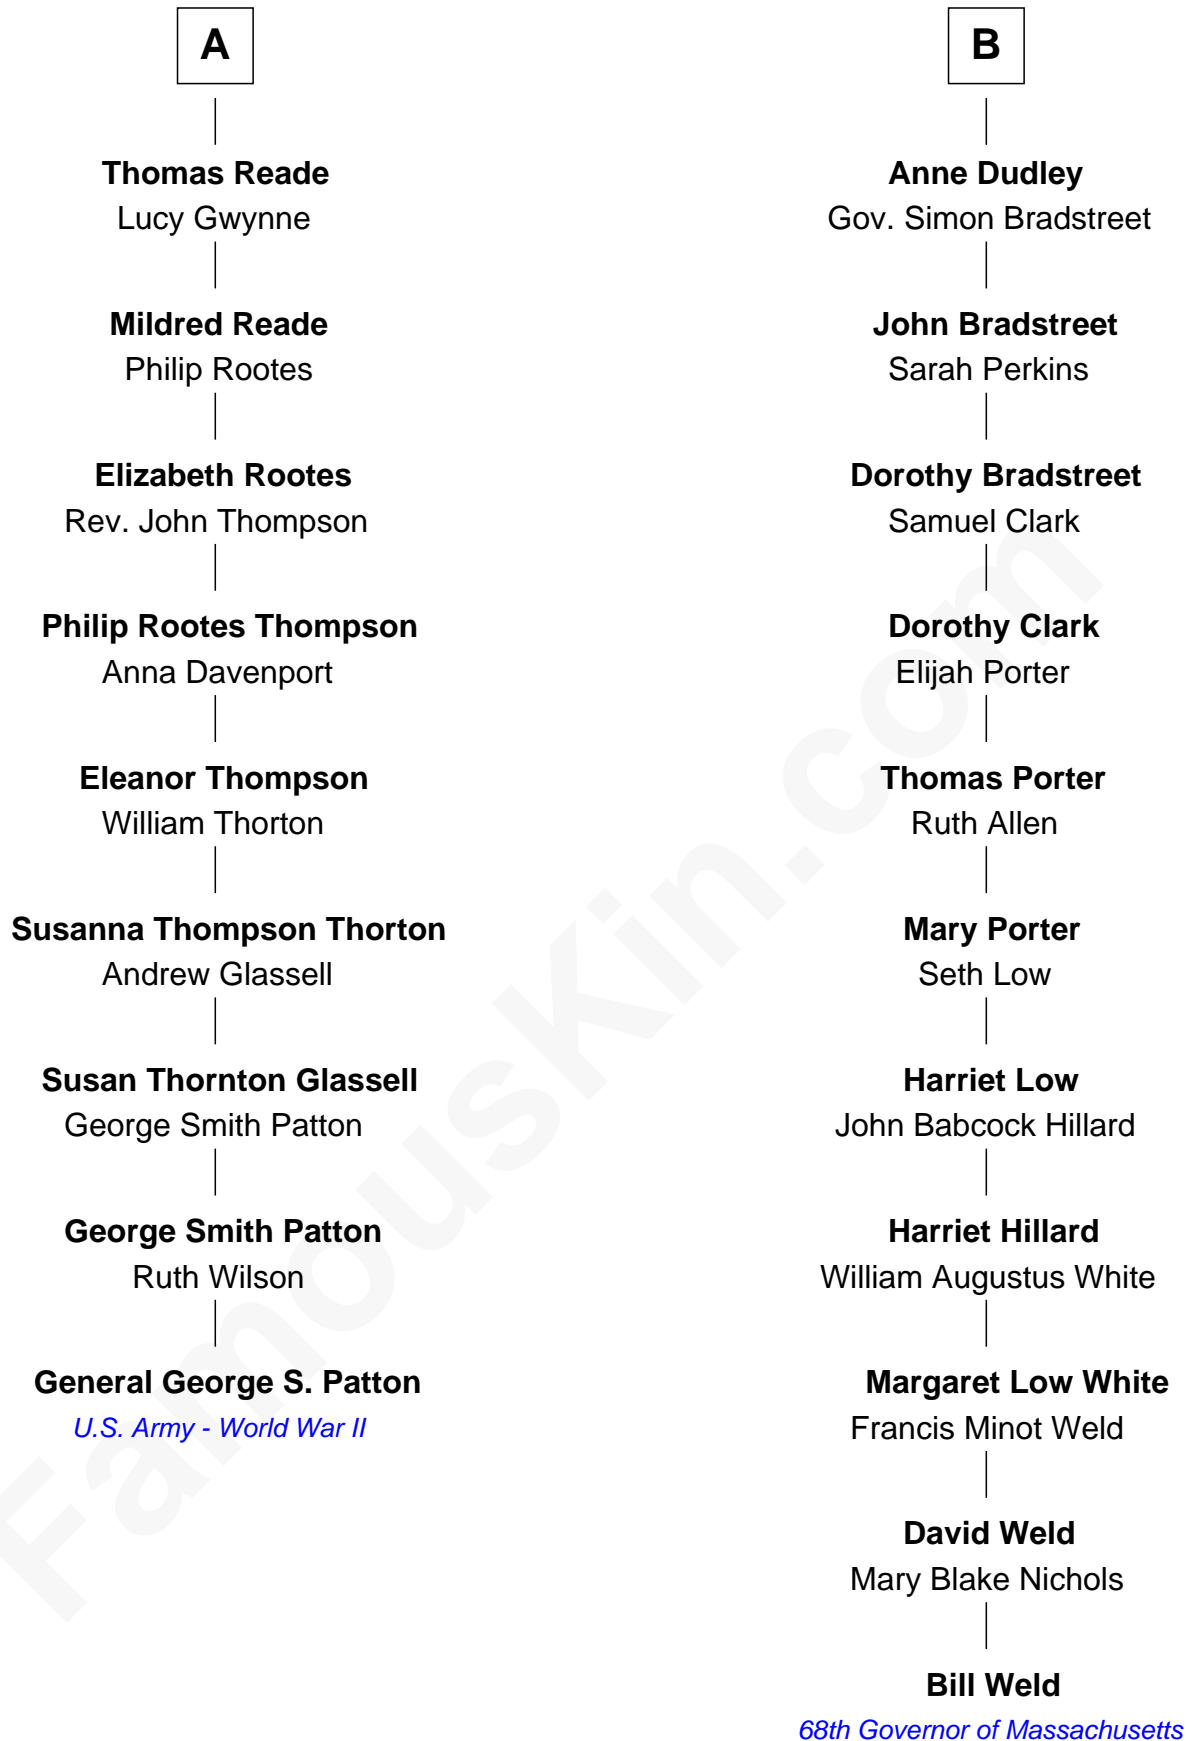 A
Thomas Reade
Lucy Gwynne
Mildred Reade
Philip Rootes
Elizabeth Rootes
Rev. John Thompson
Philip Rootes Thompson
Anna Davenport
Eleanor Thompson
William Thorton
Susanna Thompson Thorton
Andrew Glassell
Susan Thornton Glassell
George Smith Patton
George Smith Patton
Ruth Wilson
General George S. Patton
U.S. Army - World War II
B
Anne Dudley
Gov. Simon Bradstreet
John Bradstreet
Sarah Perkins
Dorothy Bradstreet
Samuel Clark
Dorothy Clark
Elijah Porter
Thomas Porter
Ruth Allen
Mary Porter
Seth Low
Harriet Low
John Babcock Hillard
Harriet Hillard
William Augustus White
Margaret Low White
Francis Minot Weld
David Weld
Mary Blake Nichols
Bill Weld
68th Governor of Massachusetts
FamousKin.com